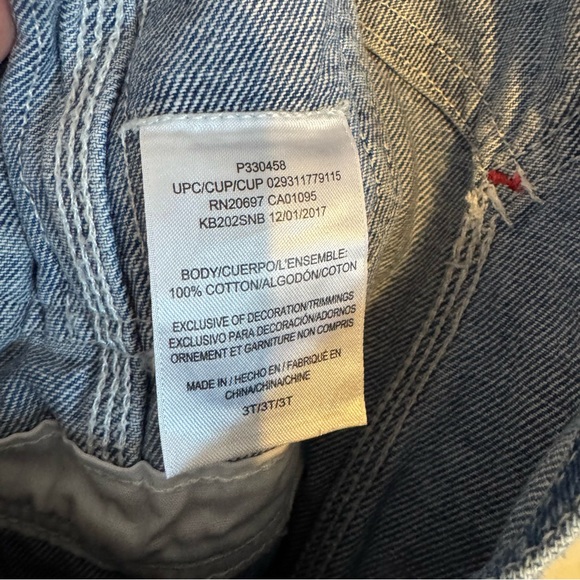 P330458
UPC/CUP/CUP 029311779115
RN20697 CA01095
KB202SNB 12/01/2017
BODY/CUERPO/L'ENSEMBLE:
100% COTTON/ALGODÓN/COTON
EXCLUSIVE OF DECORATION/TRIMMINGS
EXCLUSIVO PARA DECORACIÓN/ADORNOS
ORNEMENT ET GARNITURE NON COMPRIS
MADE IN / HECHO EN / FABRIQUÉ EN
CHINA/CHINA/CHINE
3T/3T/3T